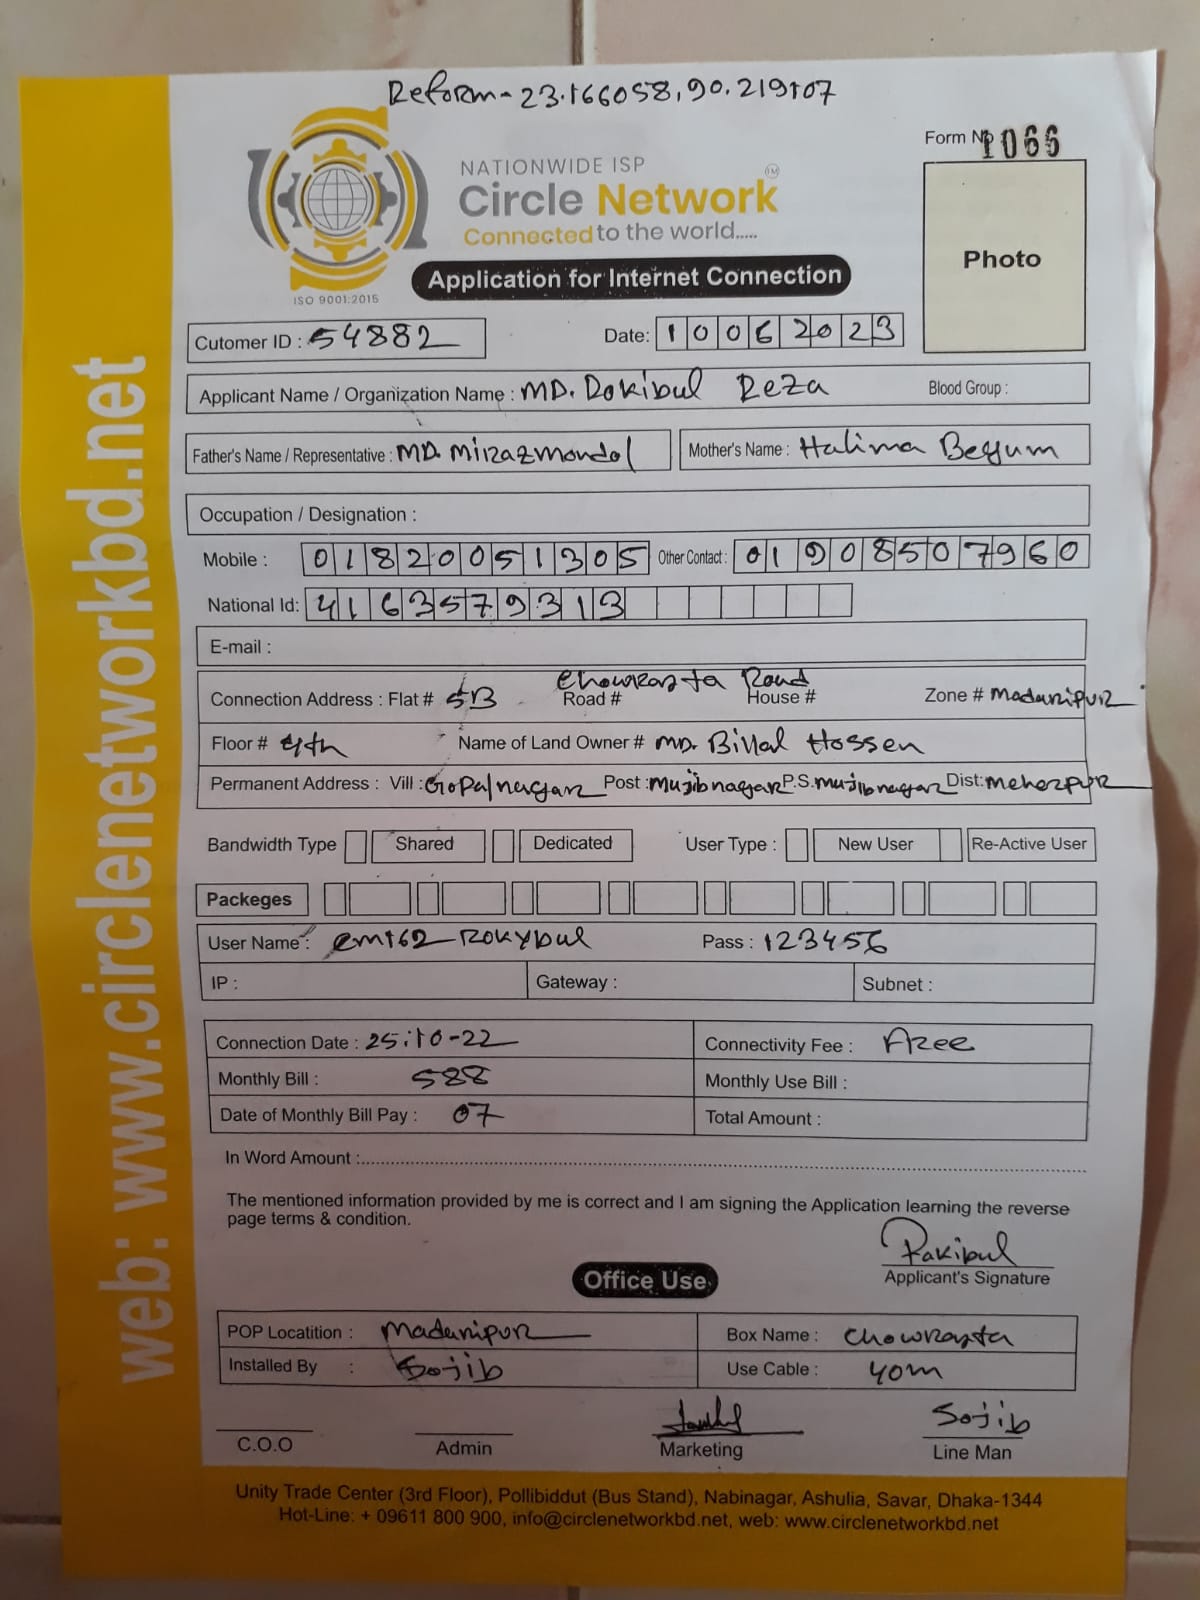 Reform - 23.166058, 90.219107
Form No 1066
NATIONWIDE ISP
Circle Network TM
Connected to the world.....
ISO 9001:2015
Application for Internet Connection
Photo
Cutomer ID : 54882 Date: 10062023
Applicant Name / Organization Name : MD. Rokibul Reza Blood Group :
Father's Name / Representative : MD. Mirazmondol Mother's Name : Halima Begum
Occupation / Designation :
Mobile : 01820051305 Other Contact : 01908507960
National Id: 4163579313
E-mail :
Connection Address : Flat # 5B Road # Chowrasta Road House # Zone # Madaripur
Floor # 4th Name of Land Owner # MD. Billal Hossen
Permanent Address : Vill : Gopalnagar Post : Mujibnagar P.S. Mujibnagar Dist: Meherpur
Bandwidth Type Shared Dedicated User Type : New User Re-Active User
Packeges
User Name : cm162-Rokybul Pass : 123456
IP : Gateway : Subnet :
Connection Date : 25:10-22 Connectivity Fee : Free
Monthly Bill : 588 Monthly Use Bill :
Date of Monthly Bill Pay : 07 Total Amount :
In Word Amount :
The mentioned information provided by me is correct and I am signing the Application learning the reverse
page terms & condition.
Rakibul
Applicant's Signature
Office Use
POP Locatition : Madaripur Box Name : Chowrasta
Installed By : Sojib Use Cable : 40m
Sojib
C.O.O Admin Marketing Line Man
Unity Trade Center (3rd Floor), Pollibiddut (Bus Stand), Nabinagar, Ashulia, Savar, Dhaka-1344
Hot-Line: + 09611 800 900, info@circlenetworkbd.net, web: www.circlenetworkbd.net
web: www.circlenetworkbd.net